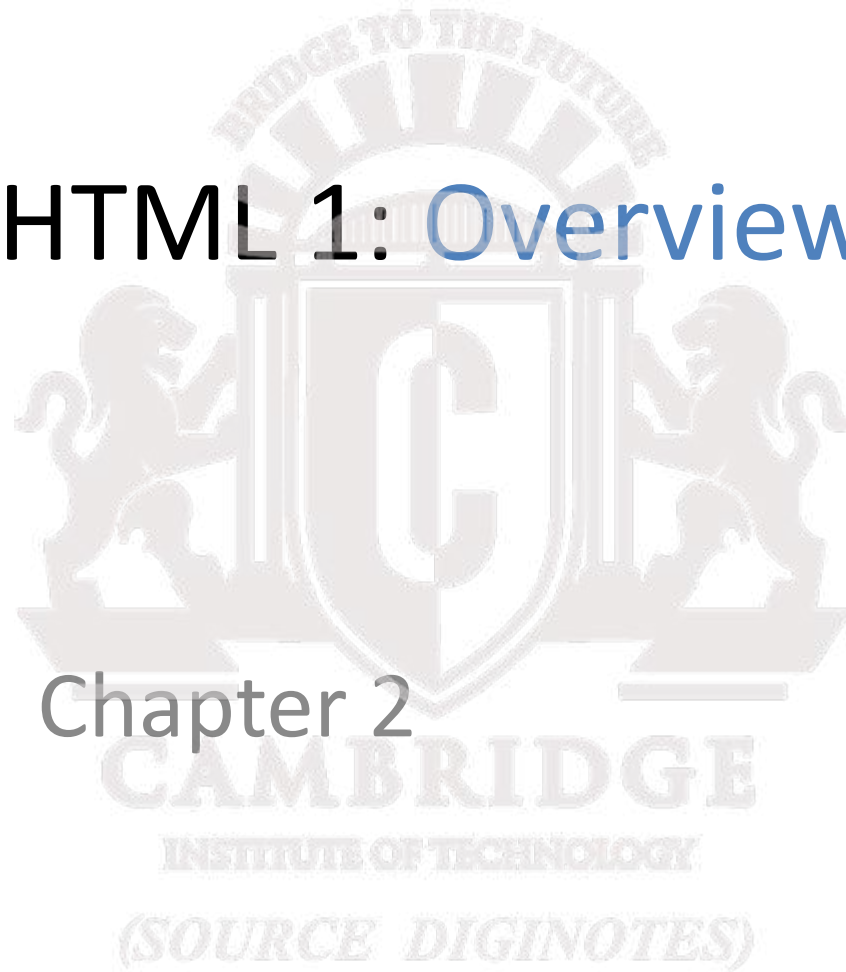 BRIDGE TO THE FUTURE
HTML 1: Overview
C
Chapter 2
CAMBRIDGE
INSTITUTE OF TECHNOLOGY
(SOURCE DIGINOTES)